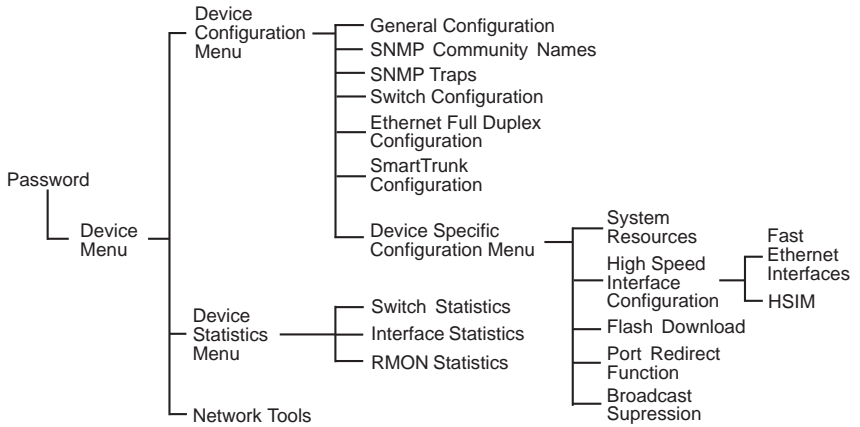 Password
Device
Menu
Device
Configuration
Menu
General Configuration
SNMP Community Names
SNMP Traps
Switch Configuration
Ethernet Full Duplex
Configuration
SmartTrunk
Configuration
Device Specific
Configuration Menu
System
Resources
High Speed
Interface
Configuration
Fast
Ethernet
Interfaces
HSIM
Flash Download
Port Redirect
Function
Broadcast
Supression
Device
Statistics
Menu
Switch Statistics
Interface Statistics
RMON Statistics
Network Tools